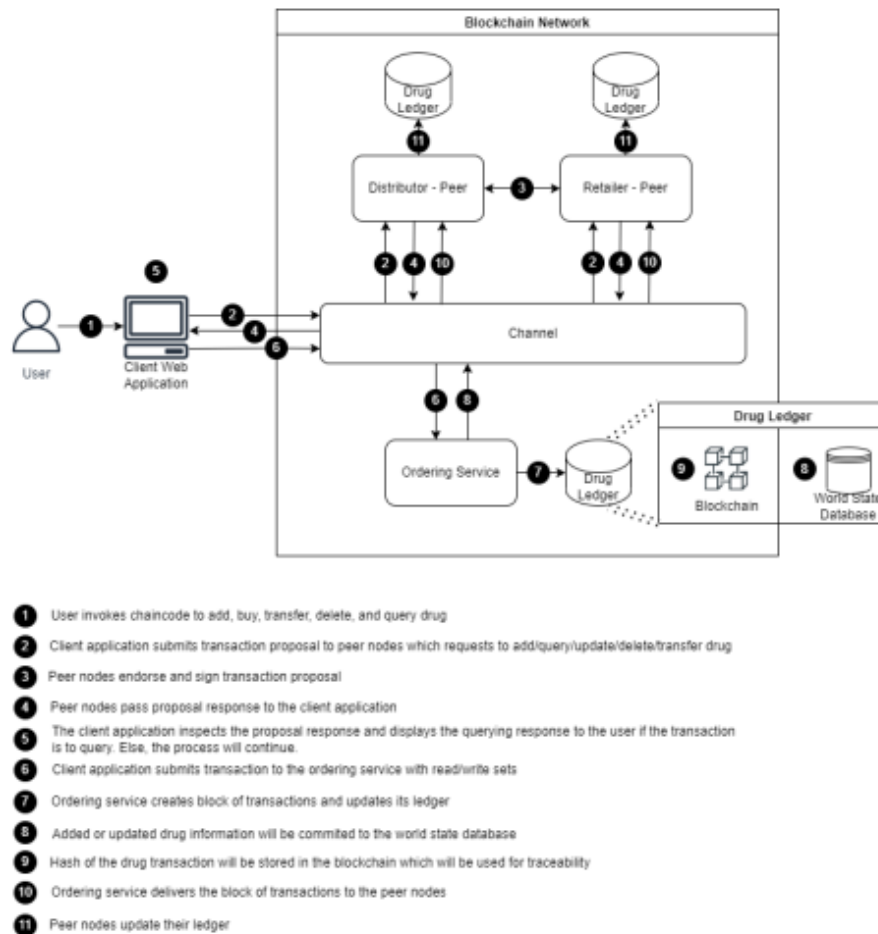 Blockchain Network
Drug
Ledger
Drug
Ledger
11
11
Distributor - Peer
3
Retailer - Peer
2
4
10
2
4
10
5
1
2
4
6
Channel
User
Client Web
Application
6
8
Drug Ledger
Ordering Service
7
Drug
Ledger
9
8
Blockchain
World State
Database
1 User invokes chaincode to add, buy, transfer, delete, and query drug
2 Client application submits transaction proposal to peer nodes which requests to add/query/update/delete/transfer drug
3 Peer nodes endorse and sign transaction proposal
4 Peer nodes pass proposal response to the client application
5 The client application inspects the proposal response and displays the querying response to the user if the transaction
is to query. Else, the process will continue.
6 Client application submits transaction to the ordering service with read/write sets
7 Ordering service creates block of transactions and updates its ledger
8 Added or updated drug information will be commited to the world state database
9 Hash of the drug transaction will be stored in the blockchain which will be used for traceability
10 Ordering service delivers the block of transactions to the peer nodes
11 Peer nodes update their ledger